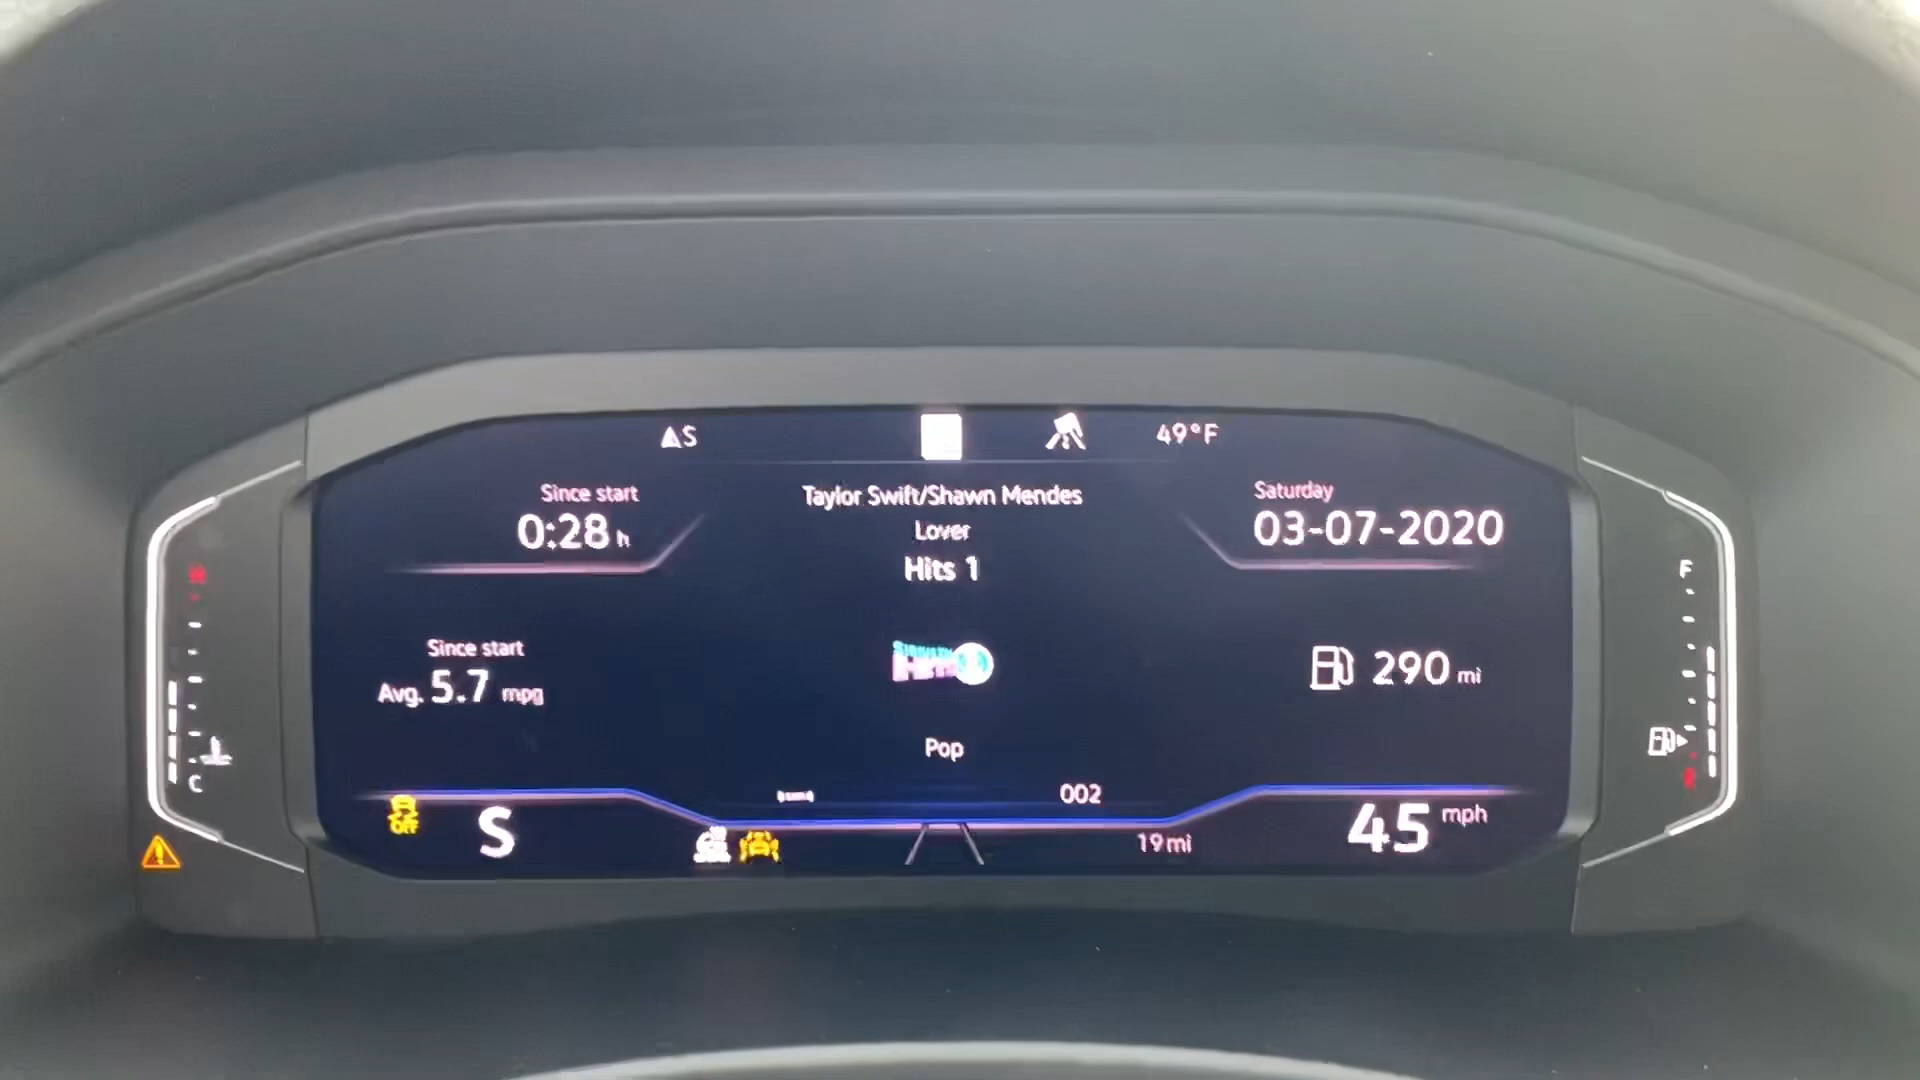 S
49°F
Since start
0:28 h
Taylor Swift/Shawn Mendes
Lover
Hits 1
Saturday
03-07-2020
H
F
Since start
Avg. 5.7 mpg
290 mi
Pop
C
002
OFF
S
19 mi
45 mph